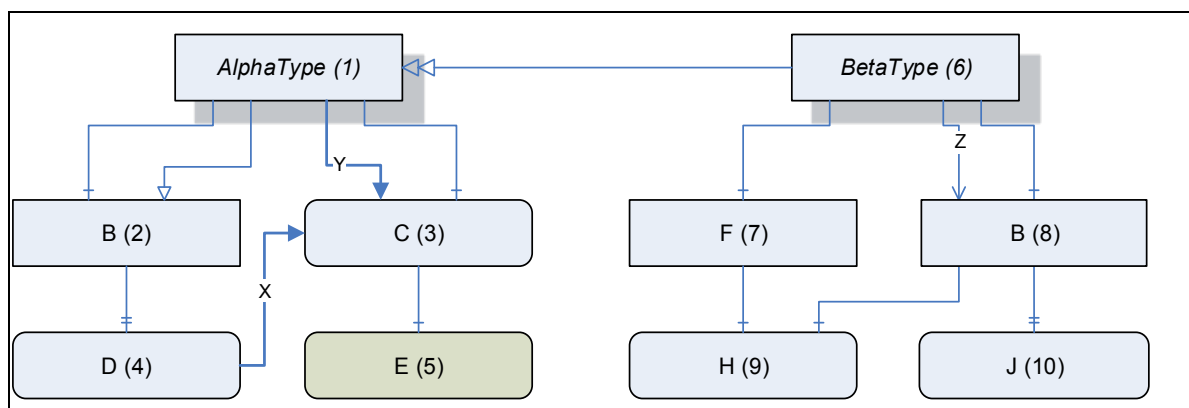 AlphaType (1)
BetaType (6)
Y
Z
B (2)
C (3)
F (7)
B (8)
X
D (4)
E (5)
H (9)
J (10)